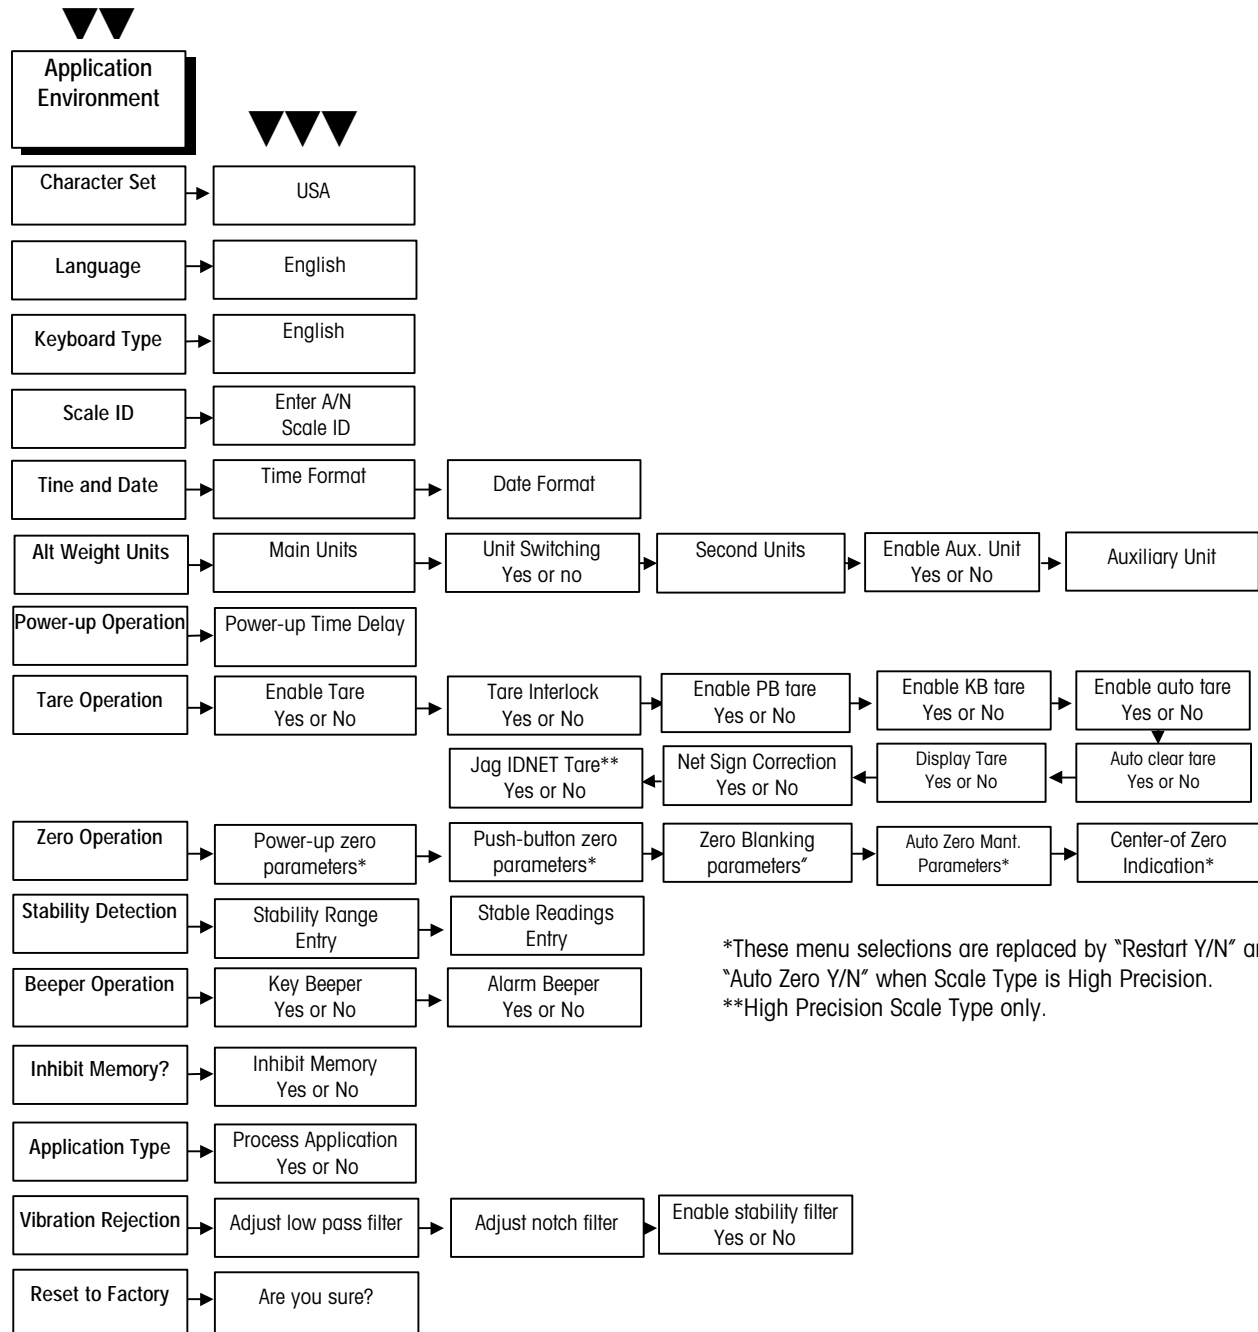 Application
Environment
Character Set
USA
Language
English
Keyboard Type
English
Scale ID
Enter A/N
Scale ID
Tine and Date
Time Format
Date Format
Alt Weight Units
Main Units
Unit Switching
Yes or no
Second Units
Enable Aux. Unit
Yes or No
Auxiliary Unit
Power-up Operation
Power-up Time Delay
Tare Operation
Enable Tare
Yes or No
Tare Interlock
Yes or No
Enable PB tare
Yes or No
Enable KB tare
Yes or No
Enable auto tare
Yes or No
Auto clear tare
Yes or No
Display Tare
Yes or No
Net Sign Correction
Yes or No
Jag IDNET Tare**
Yes or No
Zero Operation
Power-up zero
parameters*
Push-button zero
parameters*
Zero Blanking
parameters″
Auto Zero Mant.
Parameters*
Center-of Zero
Indication*
Stability Detection
Stability Range
Entry
Stable Readings
Entry
*These menu selections are replaced by ‶Restart Y/N″
‶Auto Zero Y/N″ when Scale Type is High Precision.
**High Precision Scale Type only.
Beeper Operation
Key Beeper
Yes or No
Alarm Beeper
Yes or No
Inhibit Memory?
Inhibit Memory
Yes or No
Application Type
Process Application
Yes or No
Vibration Rejection
Adjust low pass filter
Adjust notch filter
Enable stability filter
Yes or No
Reset to Factory
Are you sure?